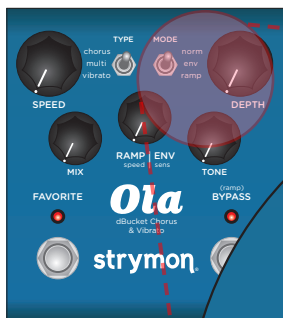 TYPE
MODE
chorus
multi
vibrato
norm
env
ramp
SPEED
DEPTH
MIX
RAMP | ENV
speed | sens
TONE
FAVORITE
Ola
dBucket Chorus
& Vibrato
(ramp)
BYPASS
strymon®